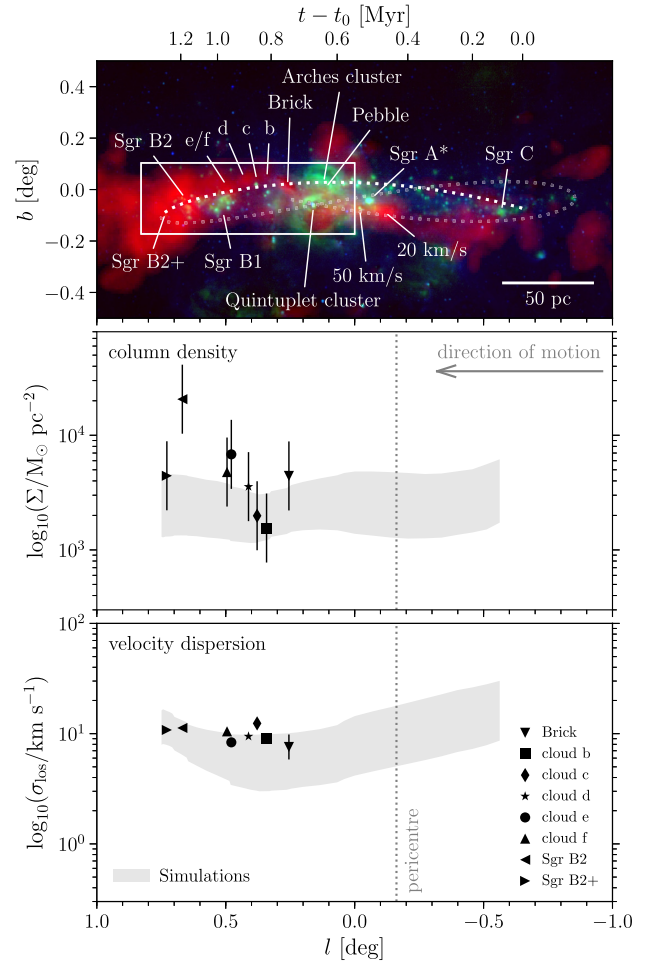 t − t₀ [Myr]
1.2 1.0 0.8 0.6 0.4 0.2 0.0
Arches cluster
Brick
Pebble
d c b
Sgr B2 e/f
Sgr A*
Sgr C
Sgr B2+ Sgr B1
50 km/s
20 km/s
Quintuplet cluster
50 pc
0.4
0.2
0.0
−0.2
−0.4
b [deg]
column density
direction of motion
10⁴
10³
log₁₀(Σ/M⊙ pc⁻²)
velocity dispersion
10²
10¹
10⁰
log₁₀(σlos/km s⁻¹)
pericentre
Brick
cloud b
cloud c
cloud d
cloud e
cloud f
Sgr B2
Sgr B2+
Simulations
1.0 0.5 0.0 −0.5 −1.0
l [deg]